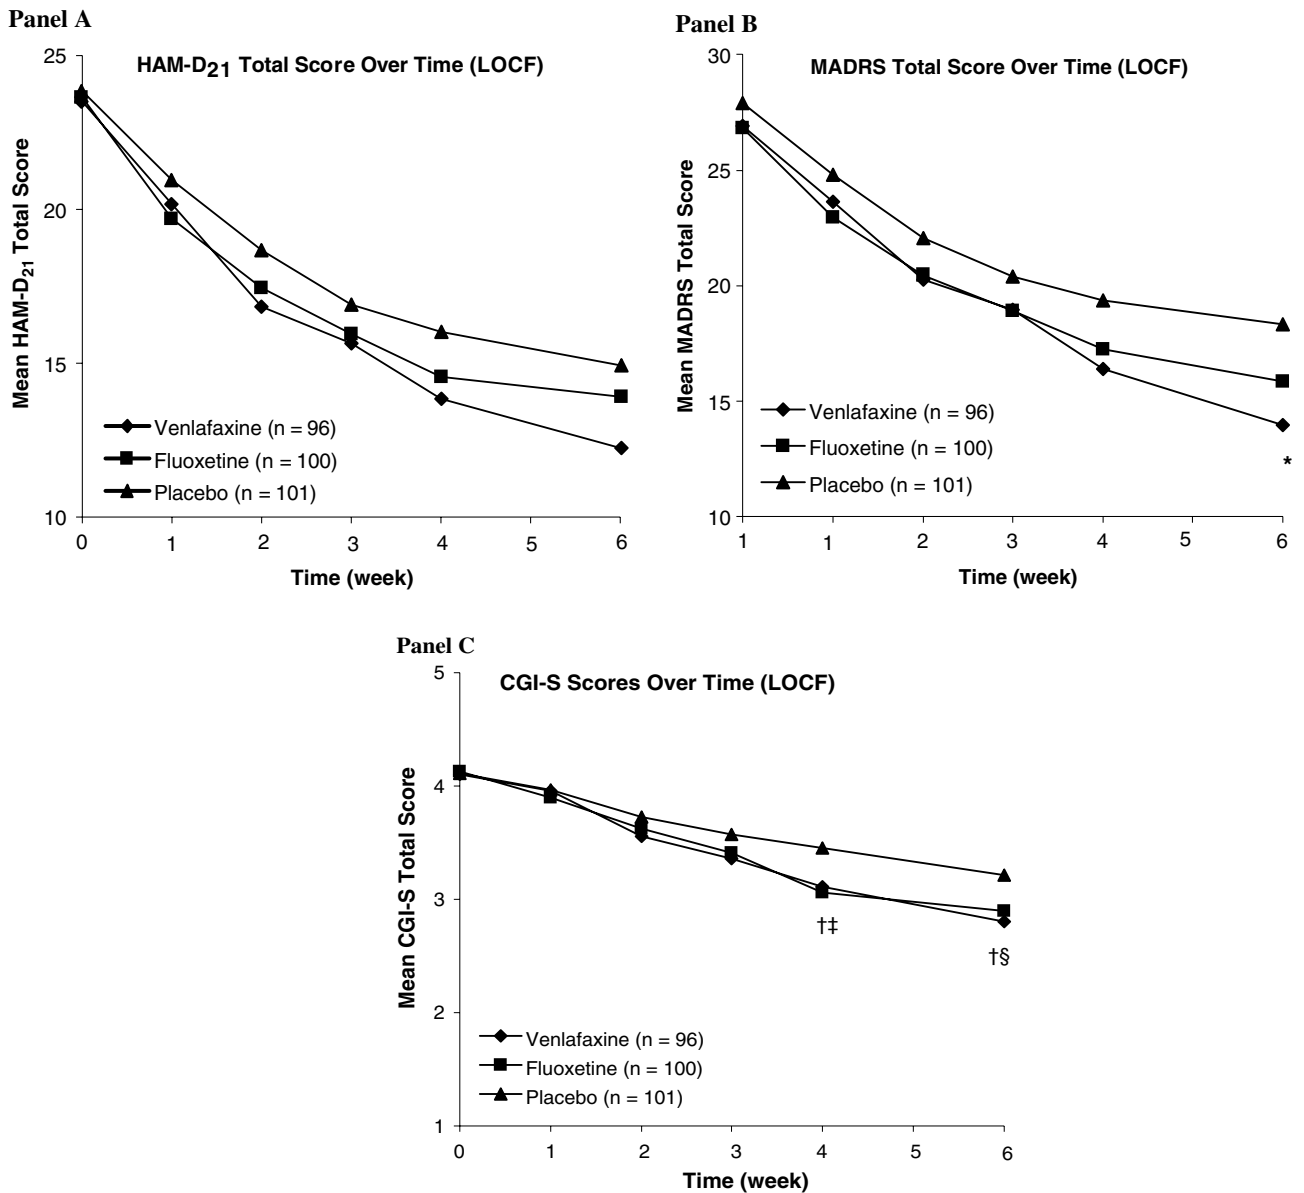 Panel A
HAM-D21 Total Score Over Time (LOCF)
25
20
15
10
Mean HAM-D21 Total Score
Venlafaxine (n = 96)
Fluoxetine (n = 100)
Placebo (n = 101)
0 1 2 3 4 5 6
Time (week)
Panel B
MADRS Total Score Over Time (LOCF)
30
25
20
15
10
Mean MADRS Total Score
Venlafaxine (n = 96)
Fluoxetine (n = 100)
Placebo (n = 101)
*
1 1 2 3 4 5 6
Time (week)
Panel C
CGI-S Scores Over Time (LOCF)
5
4
3
2
1
Mean CGI-S Total Score
†‡
†§
Venlafaxine (n = 96)
Fluoxetine (n = 100)
Placebo (n = 101)
0 1 2 3 4 5 6
Time (week)